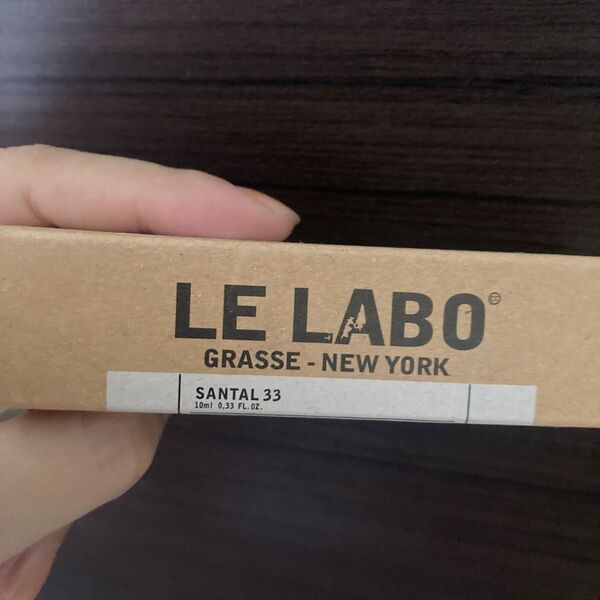 LE LABO®
GRASSE - NEW YORK
SANTAL 33
10ml 0,33 FL.OZ.